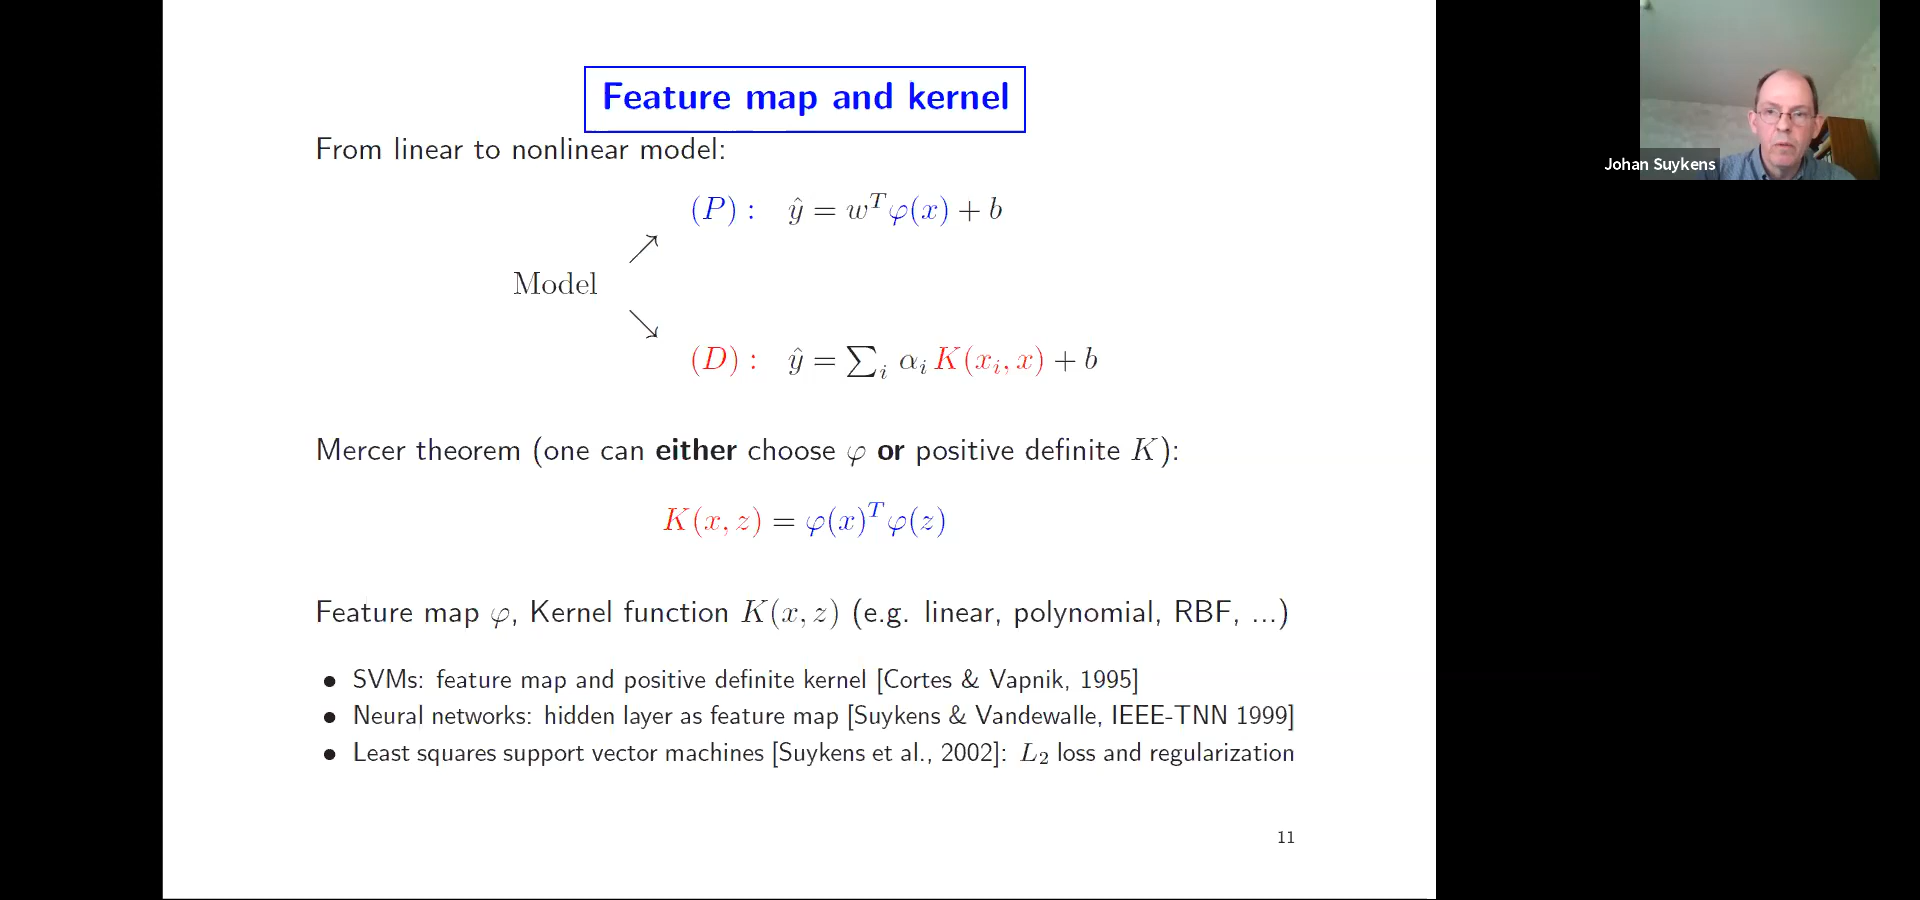 Feature map and kernel
From linear to nonlinear model:
(P) : ŷ = w^T φ(x) + b
Model
(D) : ŷ = ∑_i α_i K(x_i, x) + b
Mercer theorem (one can either choose φ or positive definite K):
K(x, z) = φ(x)^T φ(z)
Feature map φ, Kernel function K(x, z) (e.g. linear, polynomial, RBF, ...)
• SVMs: feature map and positive definite kernel [Cortes & Vapnik, 1995]
• Neural networks: hidden layer as feature map [Suykens & Vandewalle, IEEE-TNN 1999]
• Least squares support vector machines [Suykens et al., 2002]: L_2 loss and regularization
11
Johan Suykens